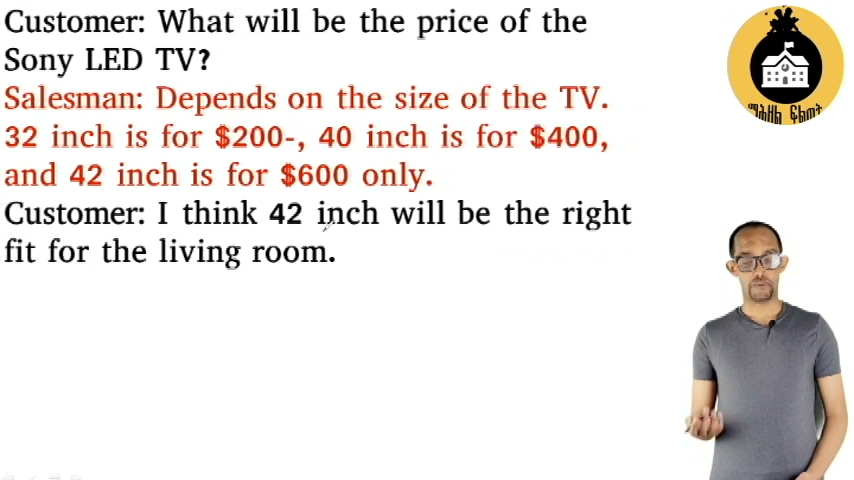 Customer: What will be the price of the
Sony LED TV?
Salesman: Depends on the size of the TV.
32 inch is for $200-, 40 inch is for $400,
and 42 inch is for $600 only.
Customer: I think 42 inch will be the right
fit for the living room.
ማሕዘል ፍልጠት